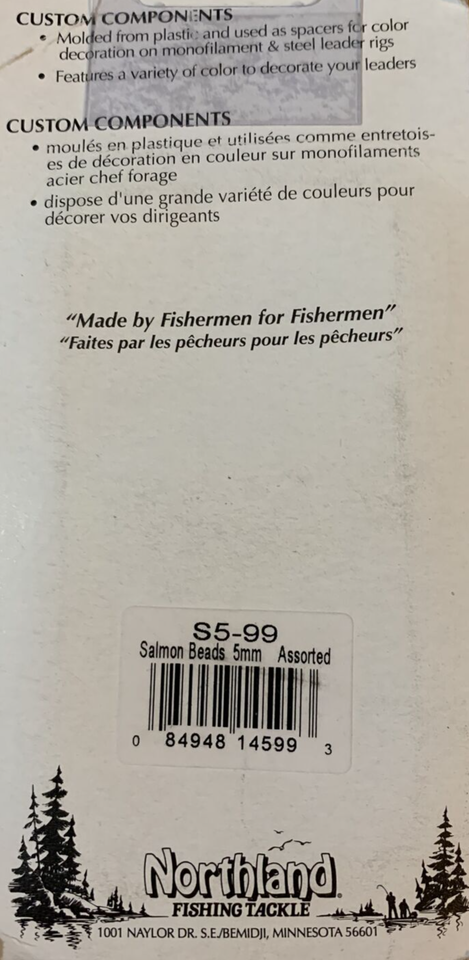 CUSTOM COMPONENTS
• Molded from plastic and used as spacers for color
decoration on monofilament & steel leader rigs
• Features a variety of color to decorate your leaders
CUSTOM COMPONENTS
• moulés en plastique et utilisées comme entretois-
es de décoration en couleur sur monofilaments
acier chef forage
• dispose d'une grande variété de couleurs pour
décorer vos dirigeants
“Made by Fishermen for Fishermen”
“Faites par les pêcheurs pour les pêcheurs”
S5-99
Salmon Beads 5mm Assorted
0 84948 14599 3
Northland®
FISHING TACKLE
1001 NAYLOR DR. S.E./BEMIDJI, MINNESOTA 56601